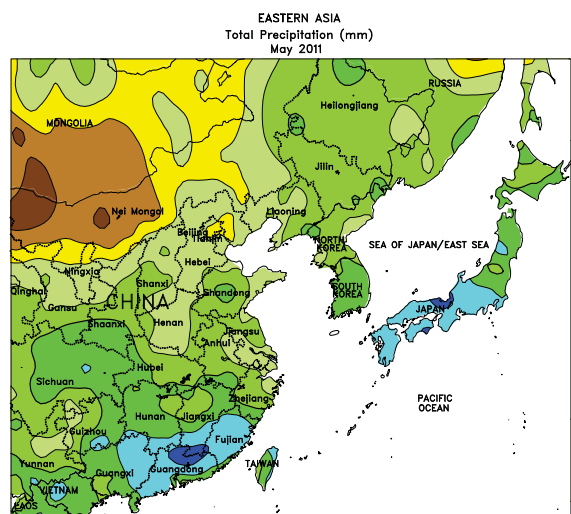 EASTERN ASIA
Total Precipitation (mm)
May 2011
RUSSIA
Heilongjiang
MONGOLIA
Jilin
Nei Mongol
Liaoning
Beijing
Tianjin
NORTH
KOREA
SEA OF JAPAN/EAST SEA
Hebei
Ningxia
Qinghai
Shanxi
Shandong
SOUTH
KOREA
Gansu
CHINA
JAPAN
Shaanxi
Henan
Jiangsu
Anhui
Hubei
Sichuan
Zhejiang
PACIFIC
OCEAN
Hunan
Jiangxi
Guizhou
Fujian
Yunnan
Guangxi
Guangdong
TAIWAN
VIETNAM
LAOS